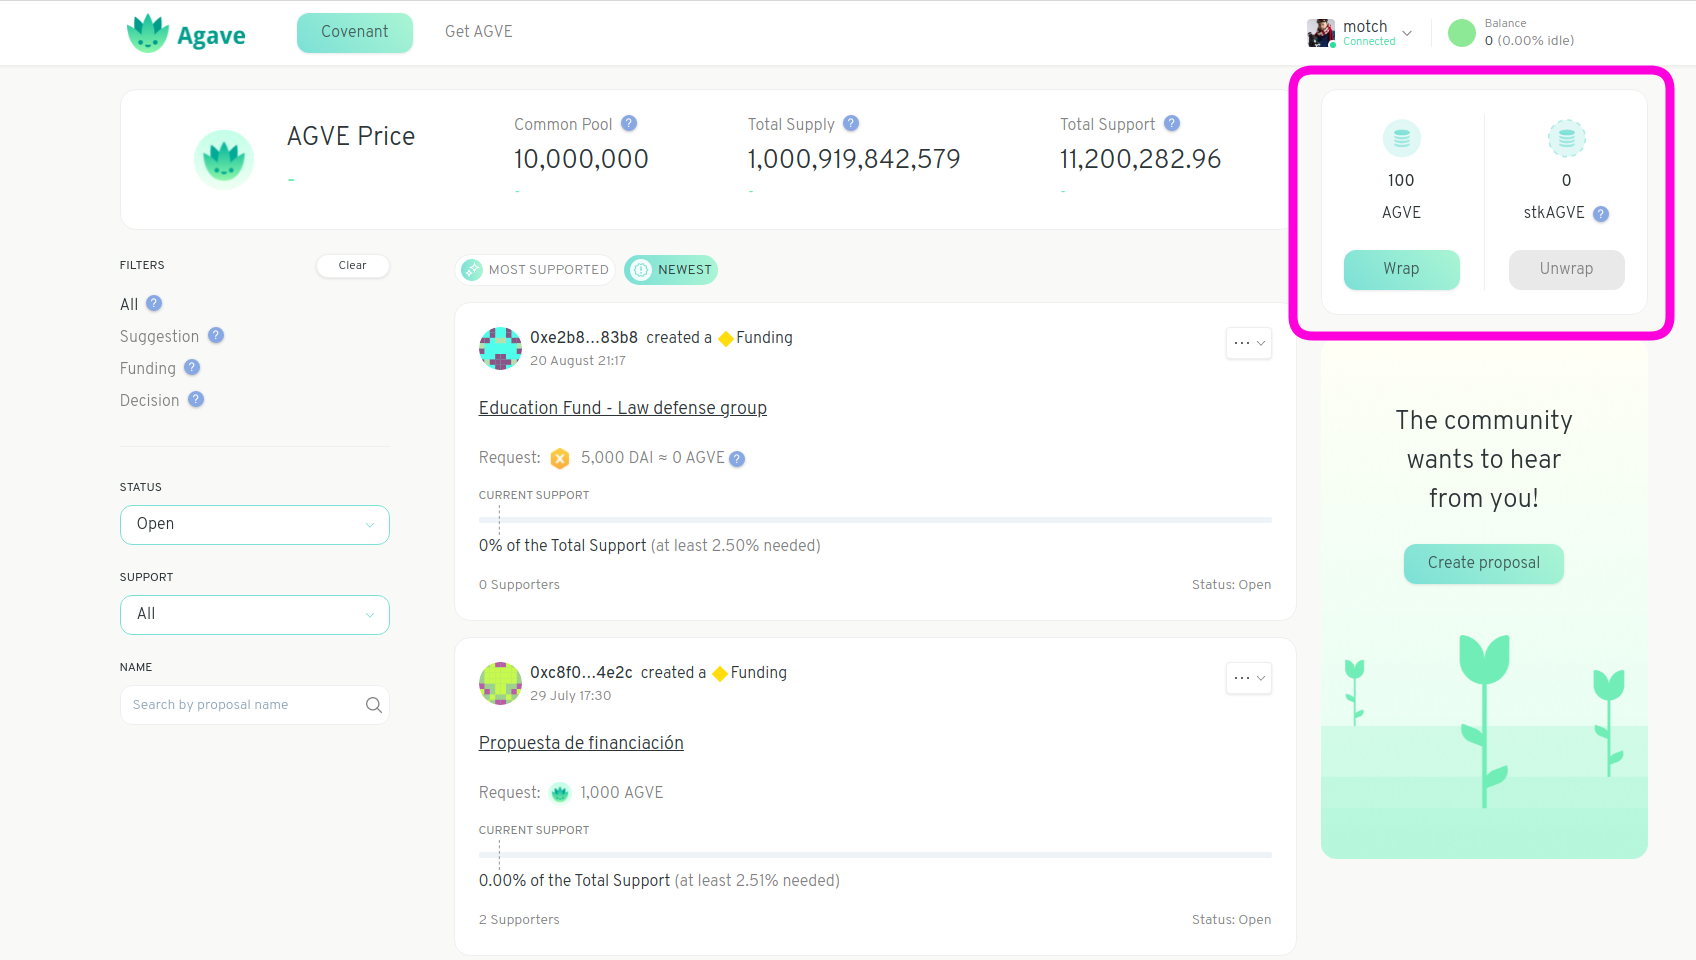 Agave
Covenant
Get AGVE
motch
Connected
Balance
0 (0.00% idle)
AGVE Price
-
Common Pool ?
10,000,000
-
Total Supply ?
1,000,919,842,579
-
Total Support ?
11,200,282.96
-
100
AGVE
Wrap
0
stkAGVE ?
Unwrap
FILTERS
Clear
All ?
Suggestion ?
Funding ?
Decision ?
STATUS
Open
SUPPORT
All
NAME
Search by proposal name
MOST SUPPORTED
NEWEST
0xe2b8...83b8 created a Funding
20 August 21:17
Education Fund - Law defense group
Request: 5,000 DAI ≈ 0 AGVE ?
CURRENT SUPPORT
0% of the Total Support (at least 2.50% needed)
0 Supporters
Status: Open
0xc8f0...4e2c created a Funding
29 July 17:30
Propuesta de financiación
Request: 1,000 AGVE
CURRENT SUPPORT
0.00% of the Total Support (at least 2.51% needed)
2 Supporters
Status: Open
The community
wants to hear
from you!
Create proposal